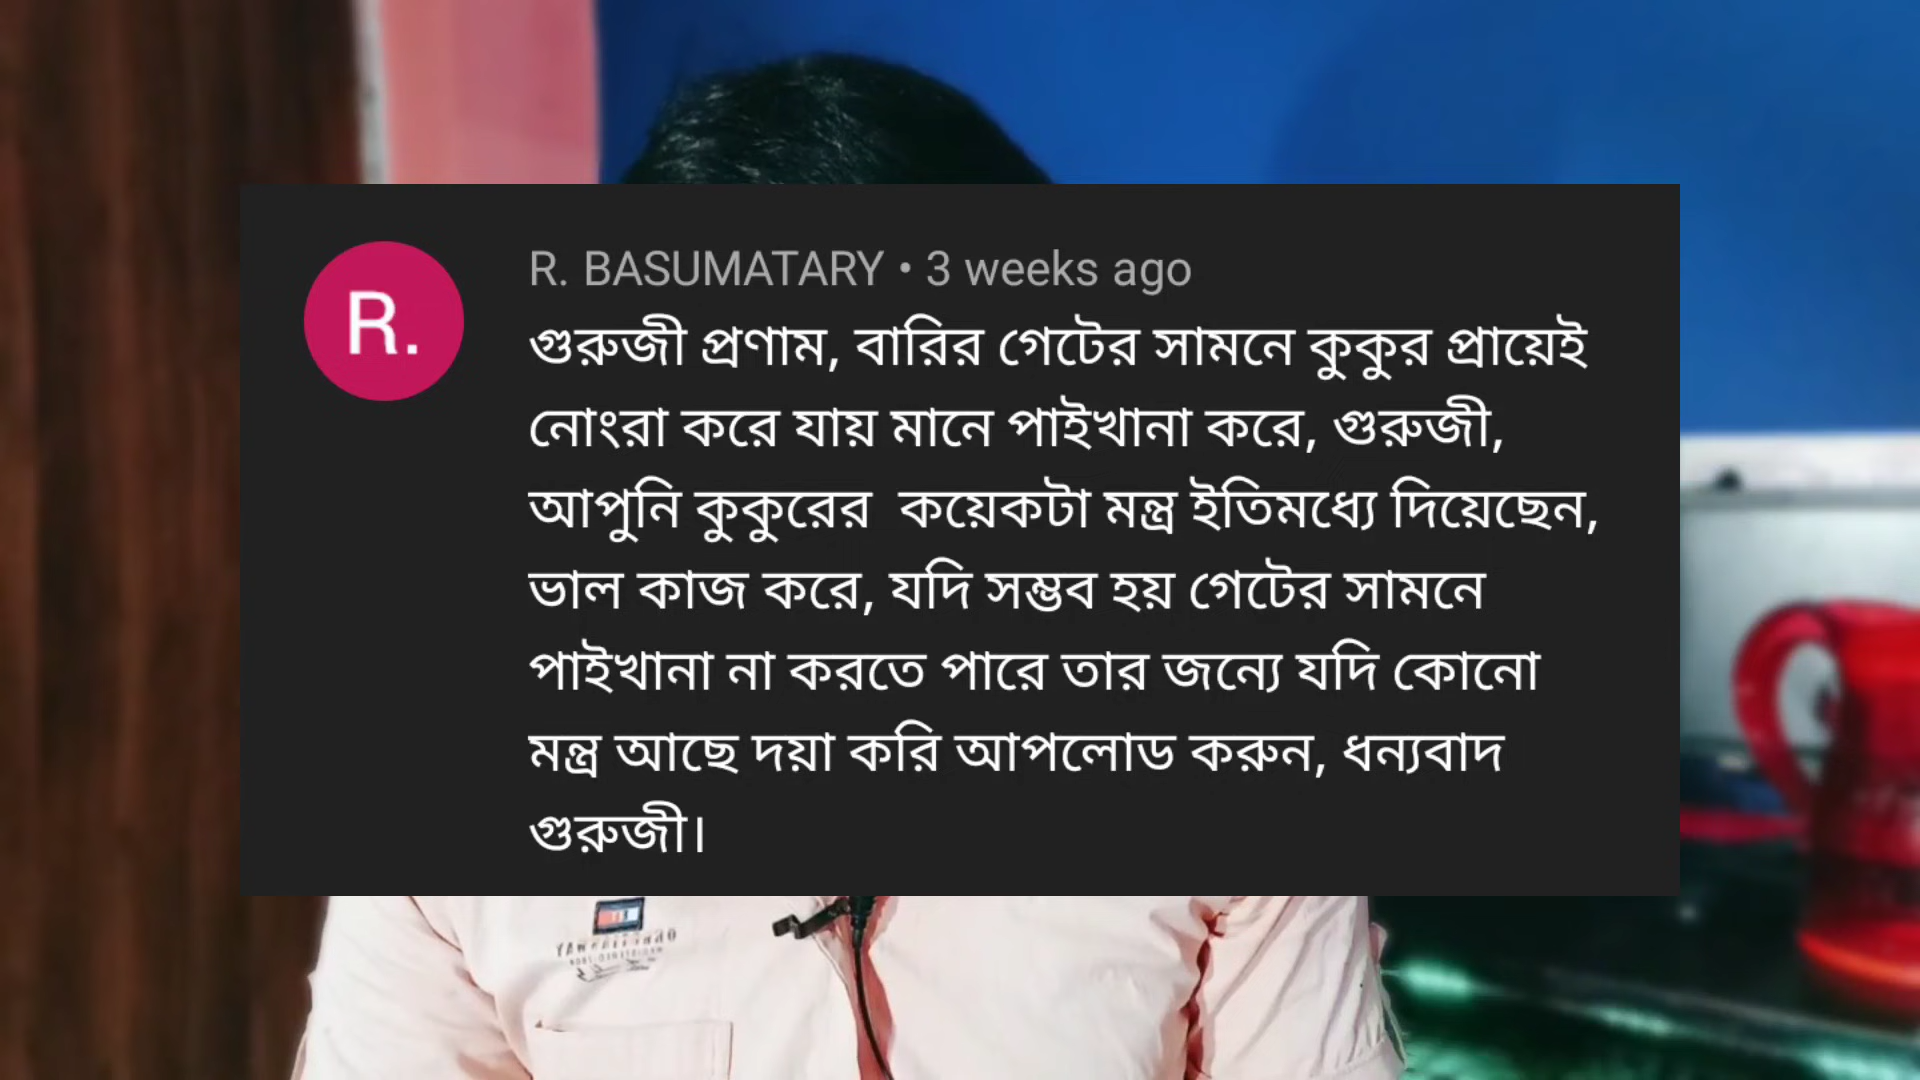 R.
R. BASUMATARY • 3 weeks ago
গুরুজী প্রণাম, বারির গেটের সামনে কুকুর প্রায়েই
নোংরা করে যায় মানে পাইখানা করে, গুরুজী,
আপুনি কুকুরের কয়েকটা মন্ত্র ইতিমধ্যে দিয়েছেন,
ভাল কাজ করে, যদি সম্ভব হয় গেটের সামনে
পাইখানা না করতে পারে তার জন্যে যদি কোনো
মন্ত্র আছে দয়া করি আপলোড করুন, ধন্যবাদ
গুরুজী।